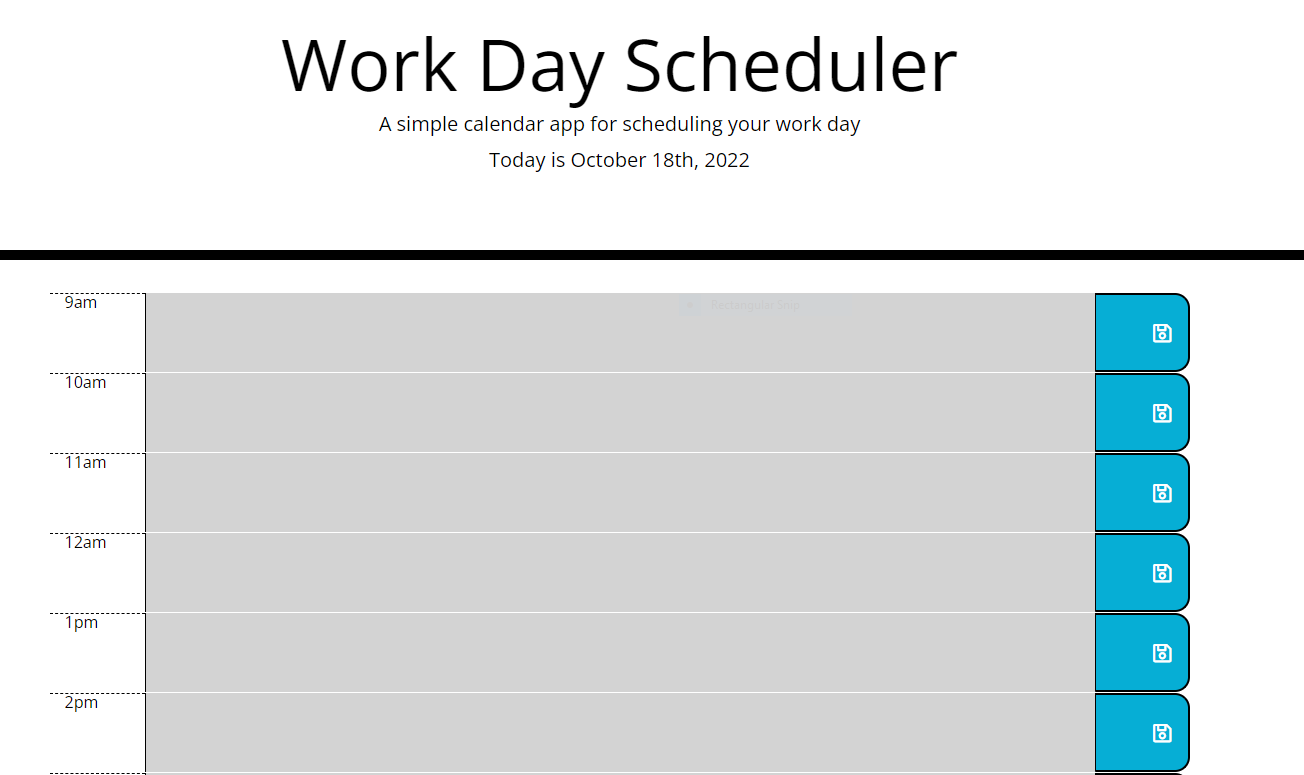 Work Day Scheduler
A simple calendar app for scheduling your work day
Today is October 18th, 2022
9am
Rectangular Snip
10am
11am
12am
1pm
2pm